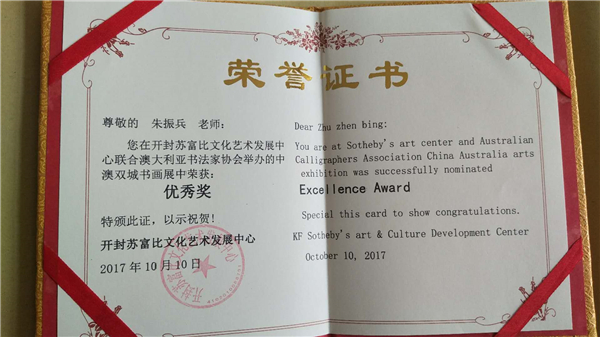 荣誉证书
尊敬的 朱振兵 老师:
您在开封苏富比文化艺术发展中
心联合澳大利亚书法家协会举办的中
澳双城书画展中荣获:
优秀奖
特颁此证,以示祝贺!
开封苏富比文化艺术发展中心
2017年10月10日
Dear Zhu zhen bing:
You are at Sotheby's art center and Australian
Calligraphers Association China Australia arts
exhibition was successfully nominated
Excellence Award
Special this card to show congratulations.
KF Sotheby's art & Culture Development Center
October 10, 2017